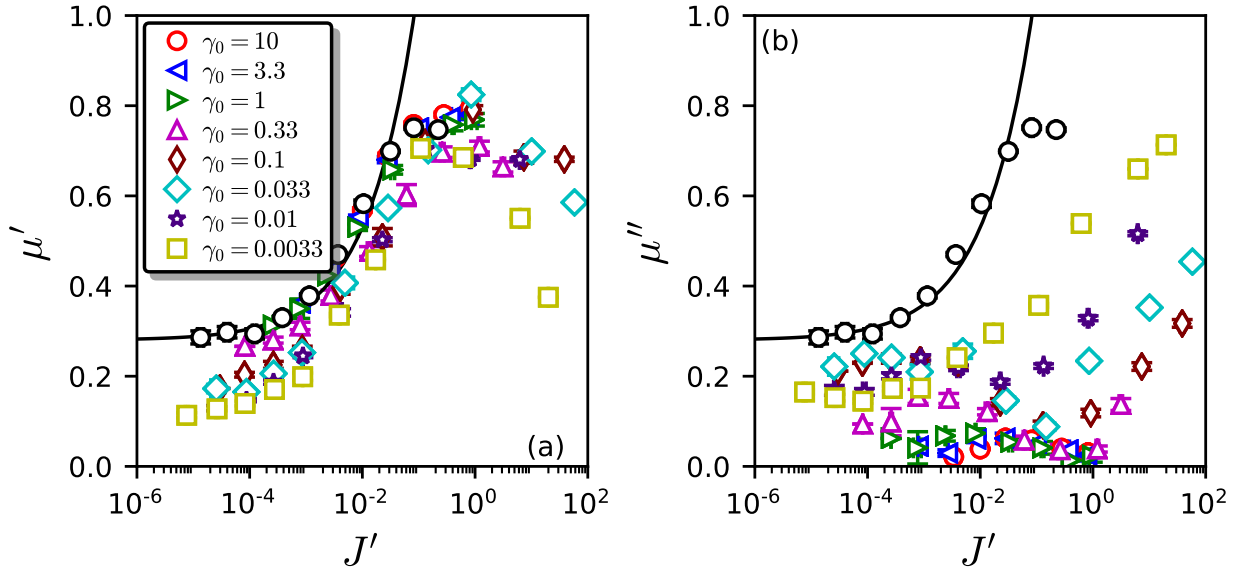 1.0
0.8
0.6
0.4
0.2
0.0
μ′
γ₀ = 10
γ₀ = 3.3
γ₀ = 1
γ₀ = 0.33
γ₀ = 0.1
γ₀ = 0.033
γ₀ = 0.01
γ₀ = 0.0033
(a)
10⁻⁶ 10⁻⁴ 10⁻² 10⁰ 10²
J′
1.0
0.8
0.6
0.4
0.2
0.0
μ″
(b)
10⁻⁶ 10⁻⁴ 10⁻² 10⁰ 10²
J′